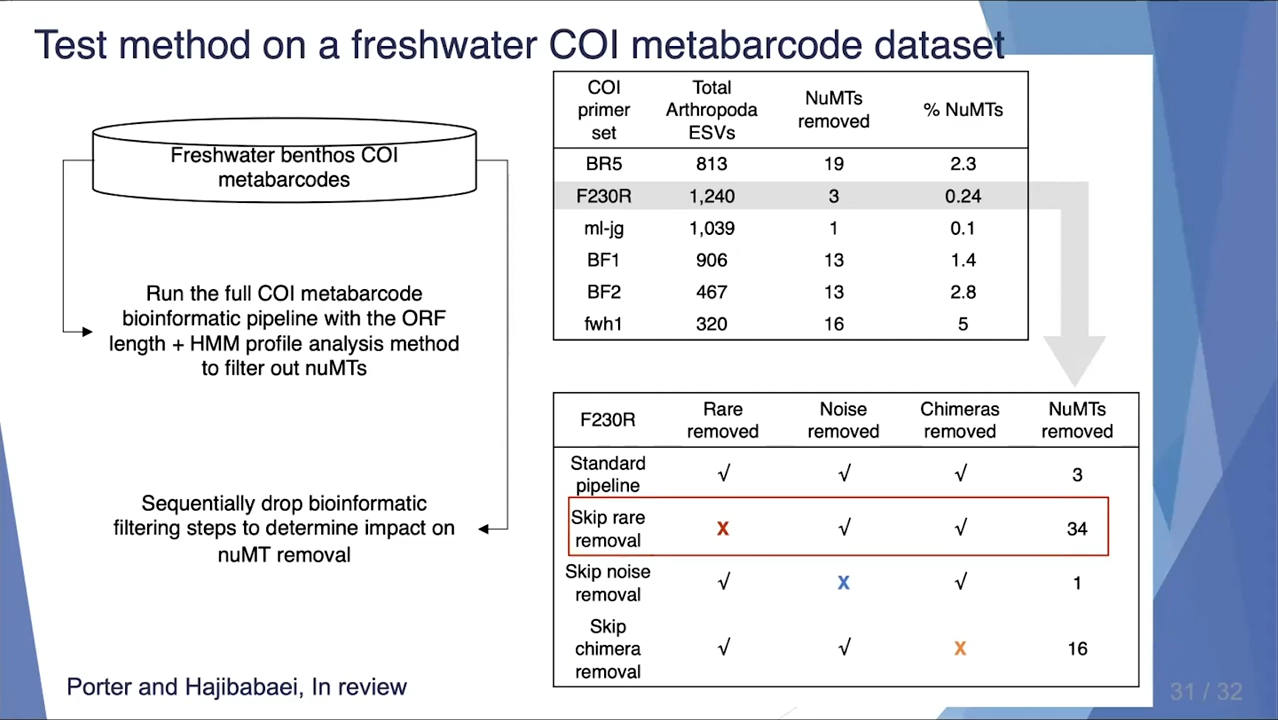 Test method on a freshwater COI metabarcode dataset
Freshwater benthos COI
metabarcodes
Run the full COI metabarcode
bioinformatic pipeline with the ORF
length + HMM profile analysis method
to filter out nuMTs
Sequentially drop bioinformatic
filtering steps to determine impact on
nuMT removal
COI primer set | Total Arthropoda ESVs | NuMTs removed | % NuMTs
BR5 813 19 2.3
F230R 1,240 3 0.24
ml-jg 1,039 1 0.1
BF1 906 13 1.4
BF2 467 13 2.8
fwh1 320 16 5
F230R | Rare removed | Noise removed | Chimeras removed | NuMTs removed
Standard pipeline √ √ √ 3
Skip rare removal X √ √ 34
Skip noise removal √ X √ 1
Skip chimera removal √ √ X 16
Porter and Hajibabaei, In review
31 / 32